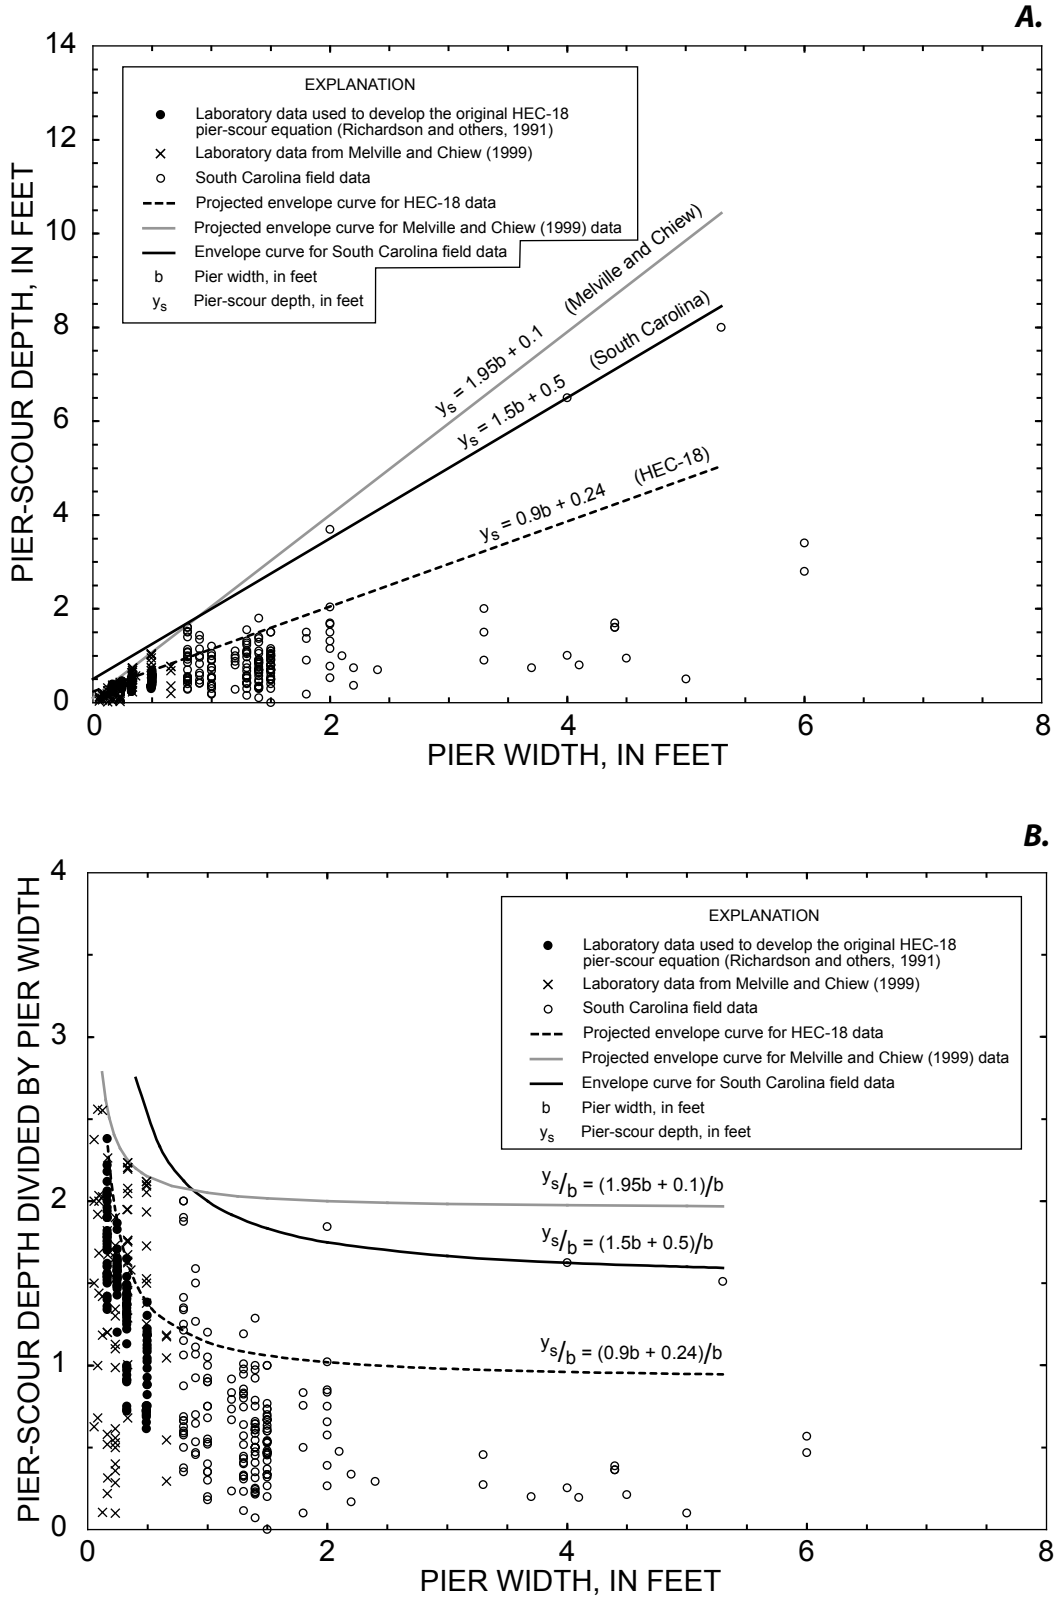 A.
14
12
10
8
6
4
2
0
PIER-SCOUR DEPTH, IN FEET
EXPLANATION
Laboratory data used to develop the original HEC-18
pier-scour equation (Richardson and others, 1991)
Laboratory data from Melville and Chiew (1999)
South Carolina field data
Projected envelope curve for HEC-18 data
Projected envelope curve for Melville and Chiew (1999) data
Envelope curve for South Carolina field data
b Pier width, in feet
ys Pier-scour depth, in feet
ys = 1.95b + 0.1 (Melville and Chiew)
ys = 1.5b + 0.5 (South Carolina)
ys = 0.9b + 0.24 (HEC-18)
0 2 4 6 8
PIER WIDTH, IN FEET
B.
4
3
2
1
0
PIER-SCOUR DEPTH DIVIDED BY PIER WIDTH
EXPLANATION
Laboratory data used to develop the original HEC-18
pier-scour equation (Richardson and others, 1991)
Laboratory data from Melville and Chiew (1999)
South Carolina field data
Projected envelope curve for HEC-18 data
Projected envelope curve for Melville and Chiew (1999) data
Envelope curve for South Carolina field data
b Pier width, in feet
ys Pier-scour depth, in feet
ys/b = (1.95b + 0.1)/b
ys/b = (1.5b + 0.5)/b
ys/b = (0.9b + 0.24)/b
0 2 4 6 8
PIER WIDTH, IN FEET